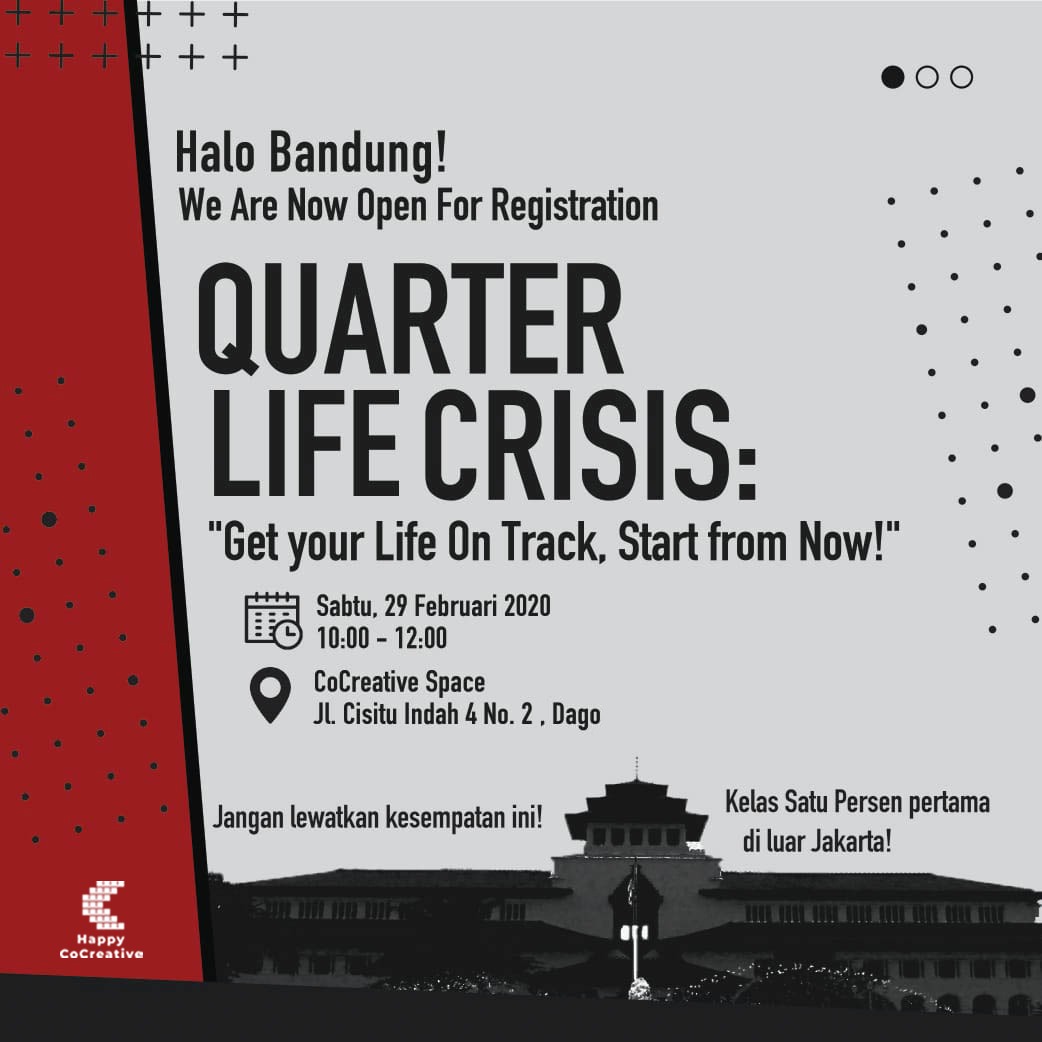 Halo Bandung!
We Are Now Open For Registration
QUARTER
LIFE CRISIS:
"Get your Life On Track, Start from Now!"
Sabtu, 29 Februari 2020
10:00 - 12:00
CoCreative Space
Jl. Cisitu Indah 4 No. 2 , Dago
Jangan lewatkan kesempatan ini!
Kelas Satu Persen pertama
di luar Jakarta!
Happy
CoCreative